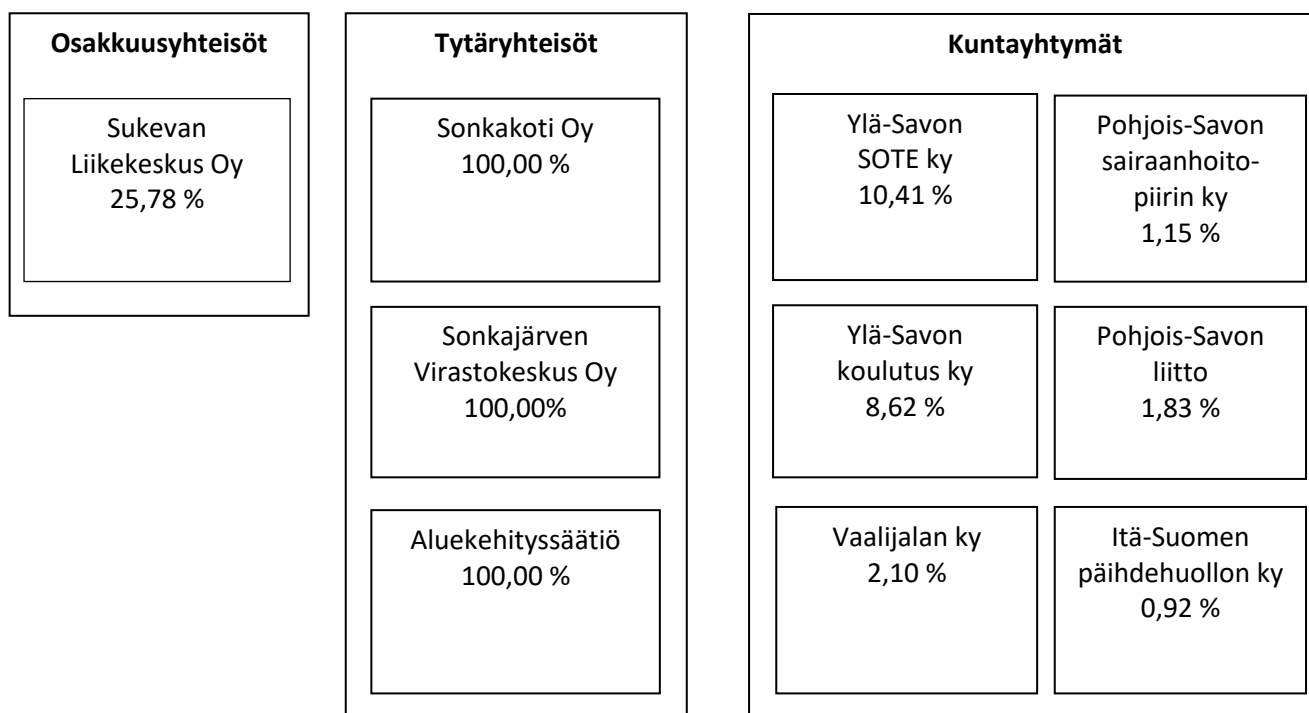 Osakkuusyhteisöt
Sukevan
Liikekeskus Oy
25,78 %
Tytäryhteisöt
Sonkakoti Oy
100,00 %
Sonkajärven
Virastokeskus Oy
100,00%
Aluekehityssäätiö
100,00 %
Kuntayhtymät
Ylä-Savon
SOTE ky
10,41 %
Pohjois-Savon
sairaanhoito-
piirin ky
1,15 %
Ylä-Savon
koulutus ky
8,62 %
Pohjois-Savon
liitto
1,83 %
Vaalijalan ky
2,10 %
Itä-Suomen
päihdehuollon ky
0,92 %